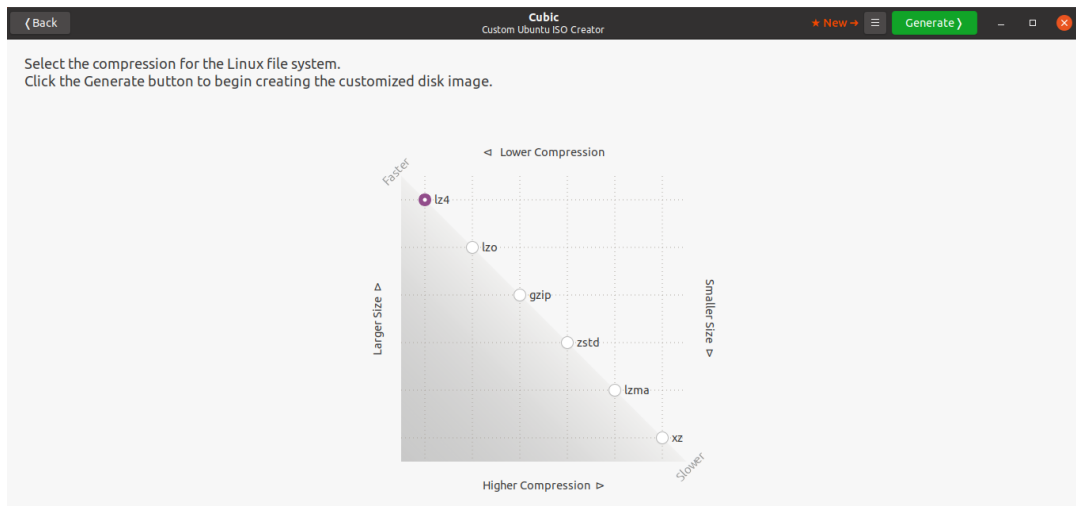 ❬Back
Cubic
Custom Ubuntu ISO Creator
★ New →
☰
Generate❭
Select the compression for the Linux file system.
Click the Generate button to begin creating the customized disk image.
⊲ Lower Compression
Faster
lz4
lzo
gzip
zstd
lzma
xz
Larger Size ⊳
Smaller Size ⊳
Slower
Higher Compression ⊳